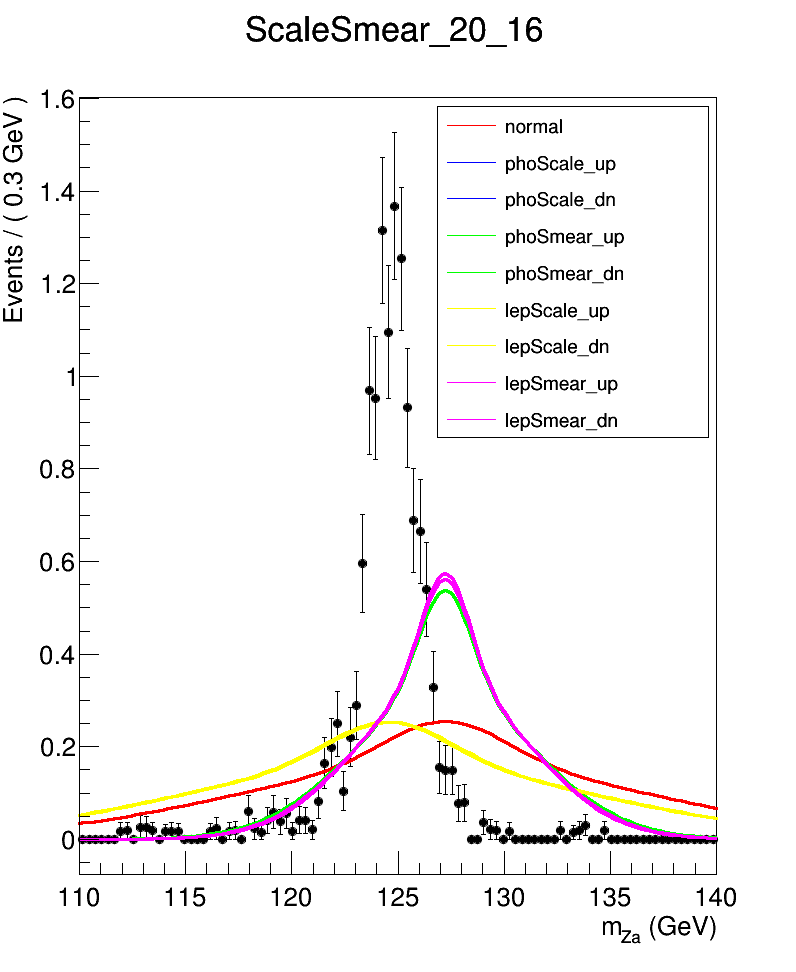 ScaleSmear_20_16
Events / ( 0.3 GeV )
1.6
1.4
1.2
1
0.8
0.6
0.4
0.2
0
normal
phoScale_up
phoScale_dn
phoSmear_up
phoSmear_dn
lepScale_up
lepScale_dn
lepSmear_up
lepSmear_dn
110 115 120 125 130 135 140
m_Za (GeV)